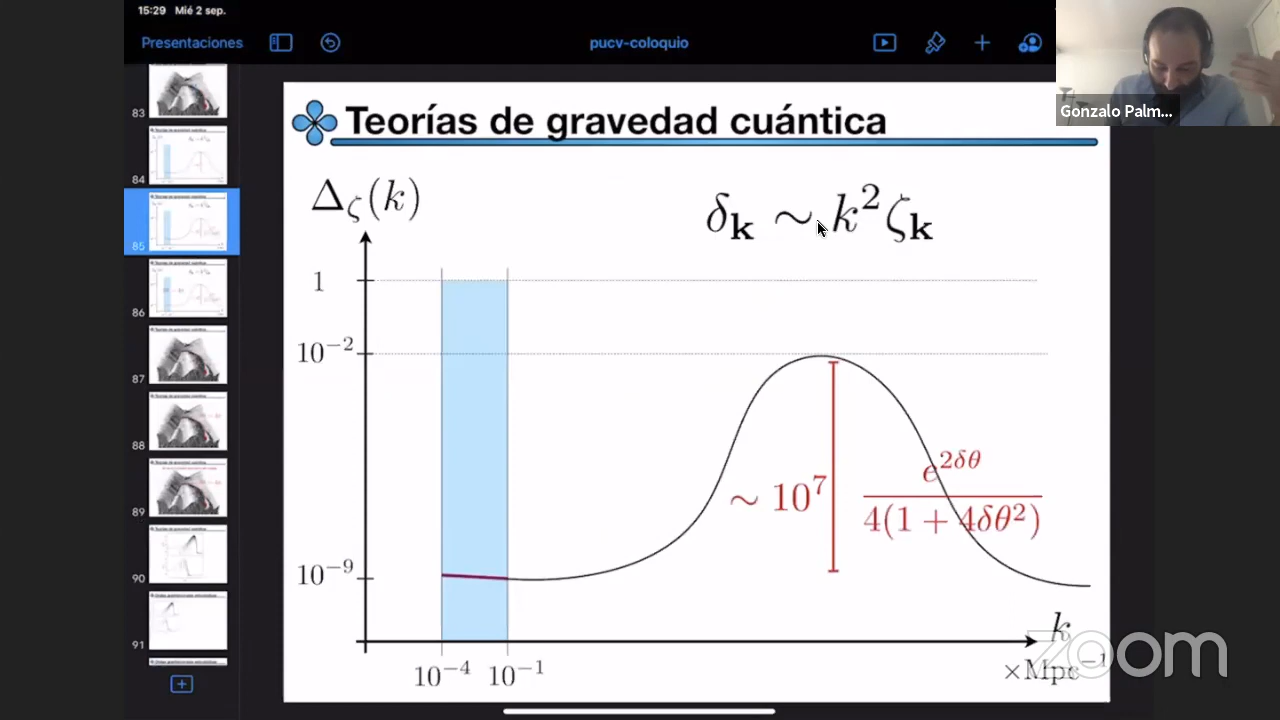 15:29 Mié 2 sep.
Presentaciones
pucv-coloquio
Gonzalo Palm...
83
84
85
86
87
88
89
90
91
Teorías de gravedad cuántica
Δ_ζ(k)
δ_𝐤 ∼ k² ζ_𝐤
1
10⁻²
∼ 10⁷
e^{2δθ}
4(1 + 4δθ²)
10⁻⁹
k
10⁻⁴ 10⁻¹
×Mpc⁻¹
zoom